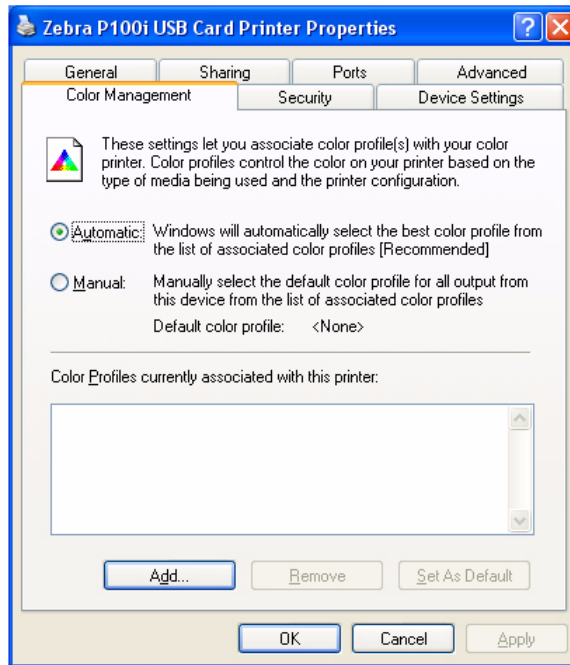 Zebra P100i USB Card Printer Properties
General Sharing Ports Advanced
Color Management Security Device Settings
These settings let you associate color profile(s) with your color
printer. Color profiles control the color on your printer based on the
type of media being used and the printer configuration.
Automatic: Windows will automatically select the best color profile from
the list of associated color profiles [Recommended]
Manual: Manually select the default color profile for all output from
this device from the list of associated color profiles
Default color profile: <None>
Color Profiles currently associated with this printer:
Add... Remove Set As Default
OK Cancel Apply